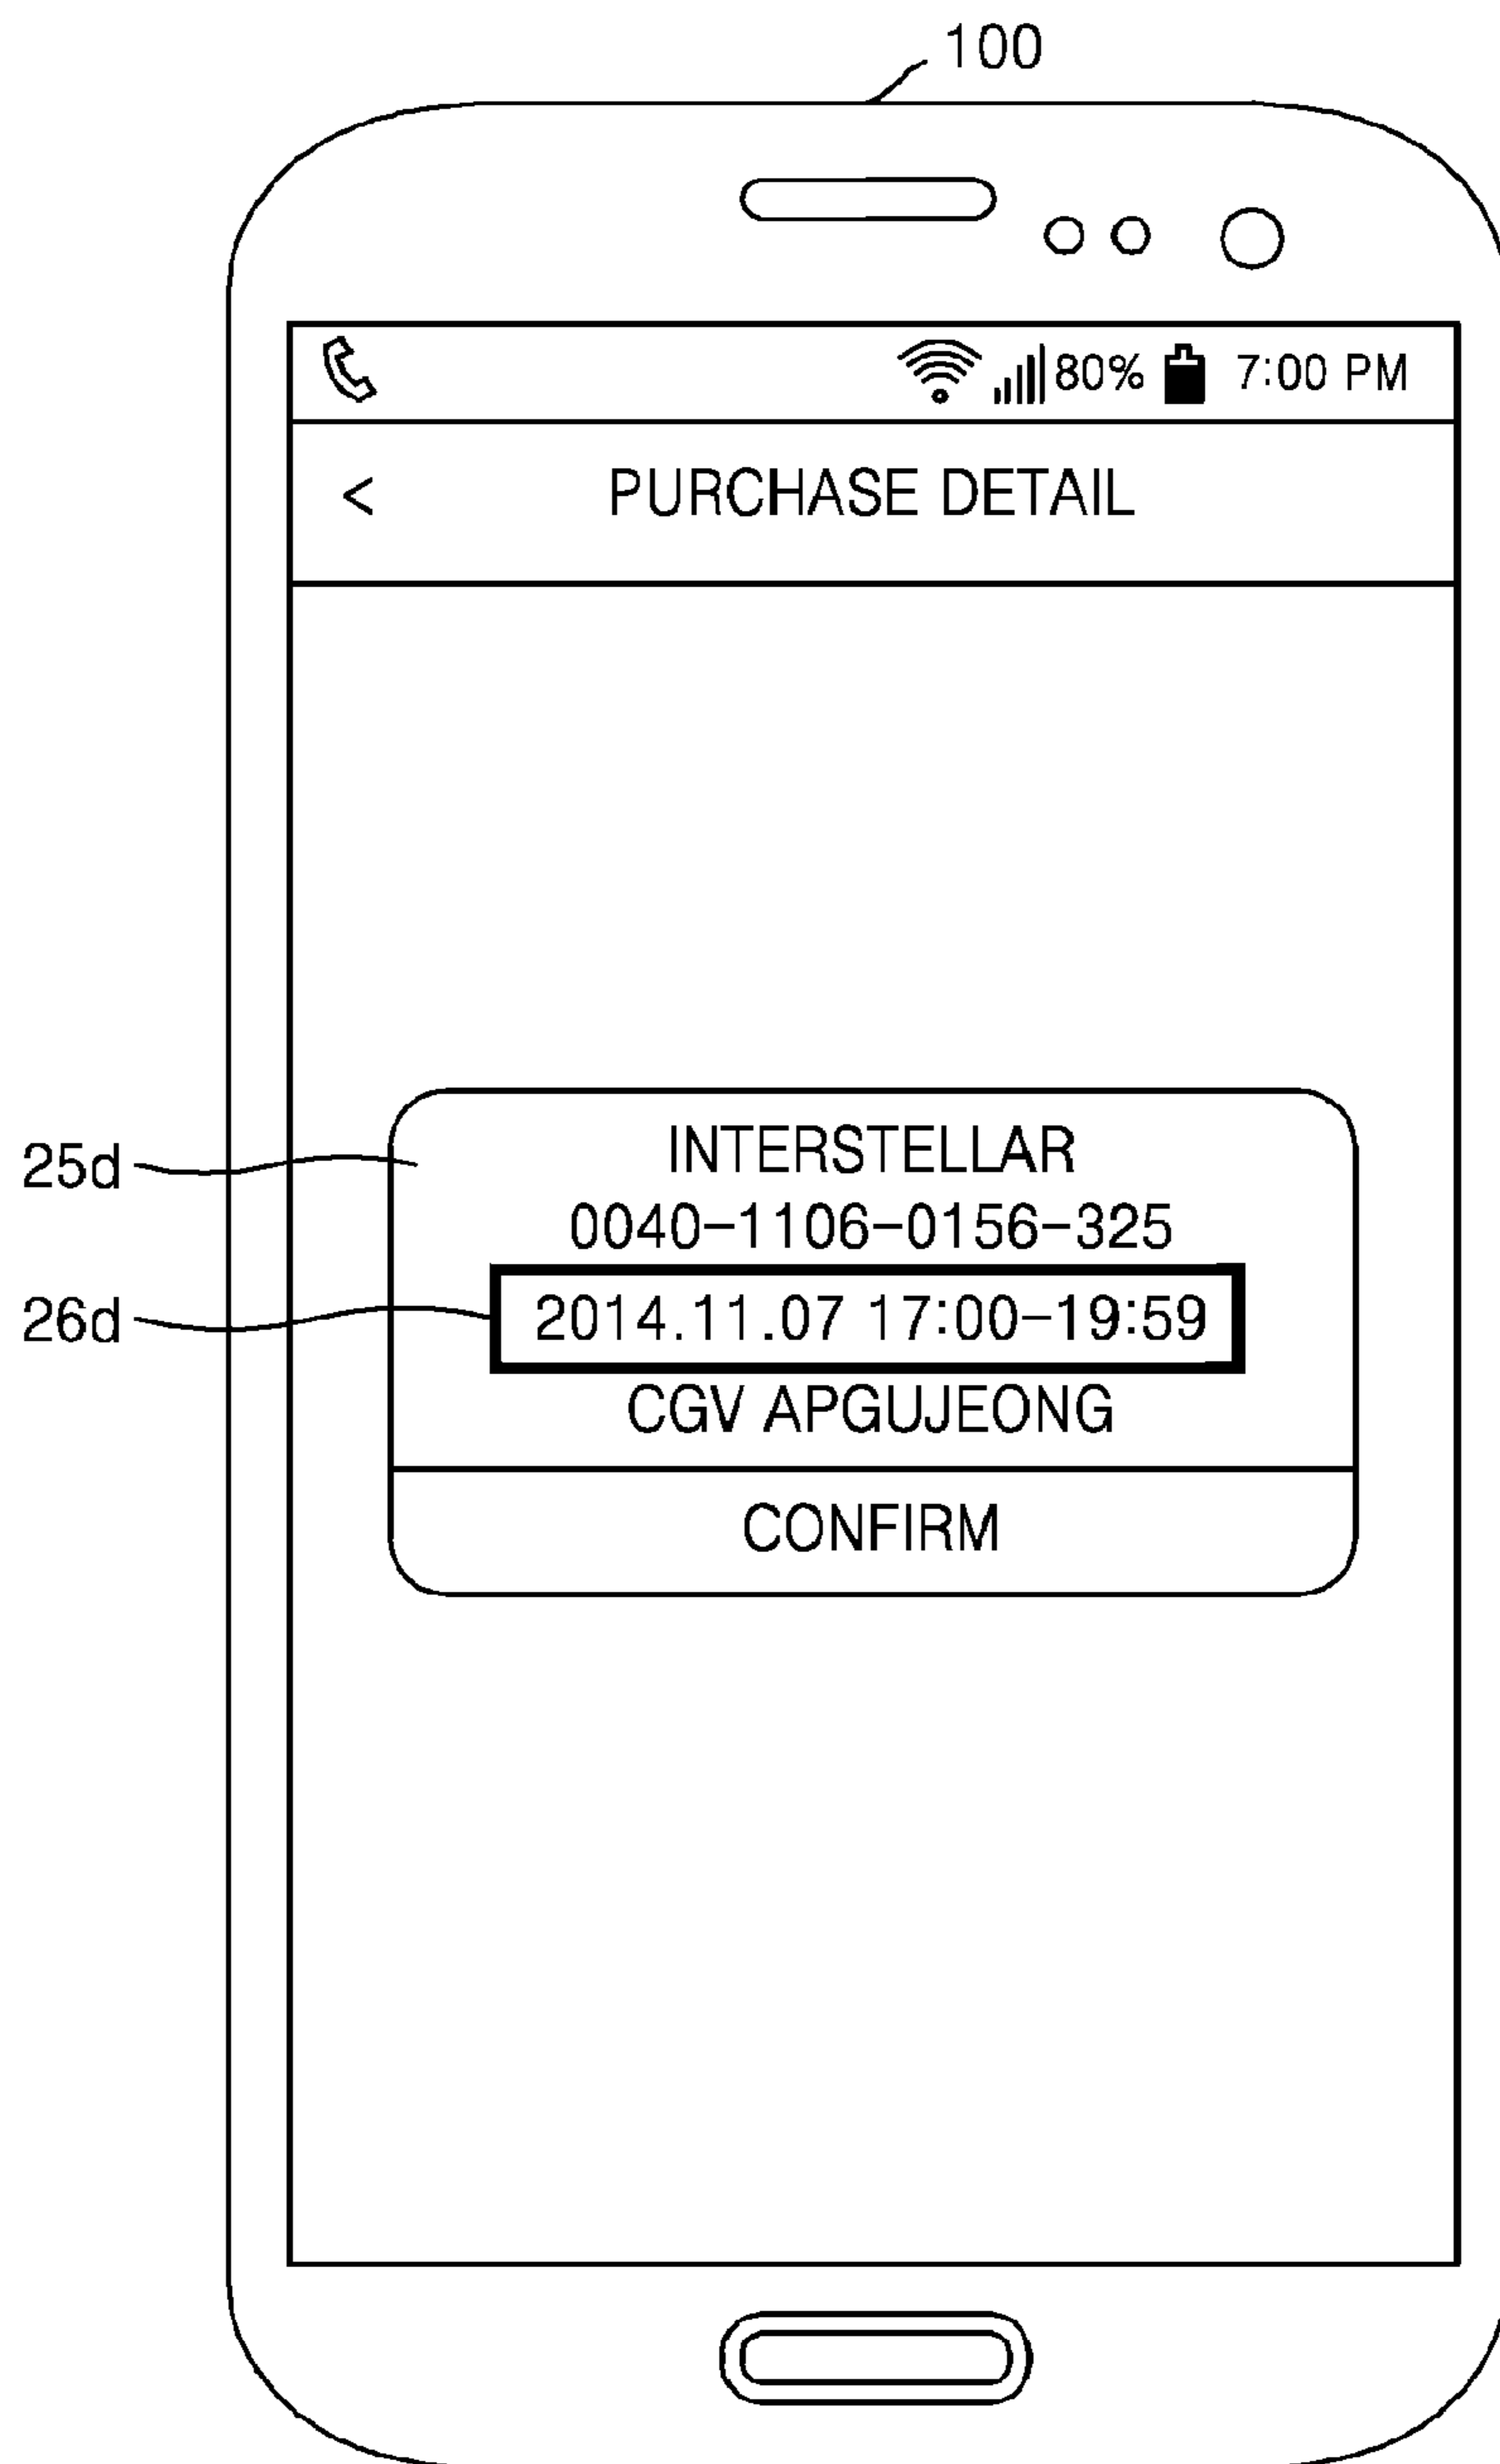 100
80% 7:00 PM
< PURCHASE DETAIL
25d
INTERSTELLAR
0040-1106-0156-325
26d
2014.11.07 17:00-19:59
CGV APGUJEONG
CONFIRM